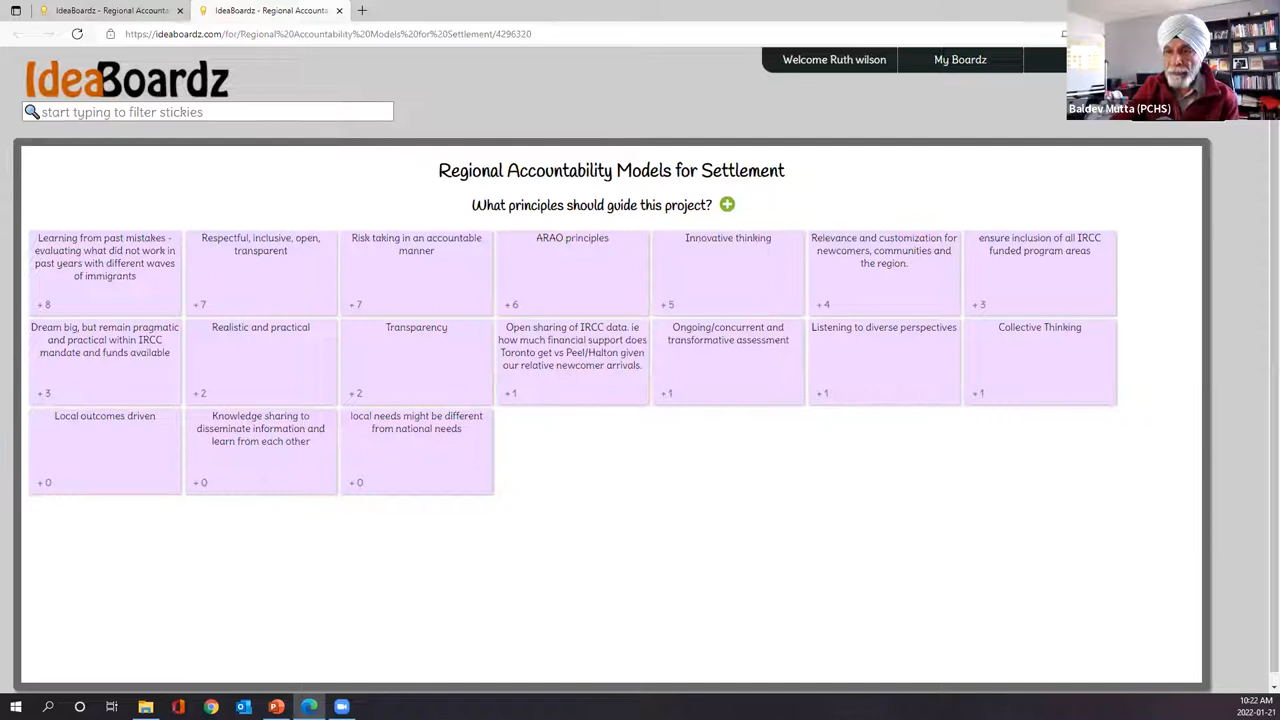 IdeaBoardz - Regional Accounta
IdeaBoardz - Regional Accounta
https://ideaboardz.com/for/Regional%20Accountability%20Models%20for%20Settlement/4296320
Welcome Ruth wilson
My Boardz
IdeaBoardz
start typing to filter stickies
Baldev Mutta (PCHS)
Regional Accountability Models for Settlement
What principles should guide this project?
Learning from past mistakes -
evaluating what did not work in
past years with different waves
of immigrants
+ 8
Respectful, inclusive, open,
transparent
+ 7
Risk taking in an accountable
manner
+ 7
ARAO principles
+ 6
Innovative thinking
+ 5
Relevance and customization for
newcomers, communities and
the region.
+ 4
ensure inclusion of all IRCC
funded program areas
+ 3
Dream big, but remain pragmatic
and practical within IRCC
mandate and funds available
+ 3
Realistic and practical
+ 2
Transparency
+ 2
Open sharing of IRCC data. ie
how much financial support does
Toronto get vs Peel/Halton given
our relative newcomer arrivals.
+ 1
Ongoing/concurrent and
transformative assessment
+ 1
Listening to diverse perspectives
+ 1
Collective Thinking
+ 1
Local outcomes driven
+ 0
Knowledge sharing to
disseminate information and
learn from each other
+ 0
local needs might be different
from national needs
+ 0
10:22 AM
2022-01-21